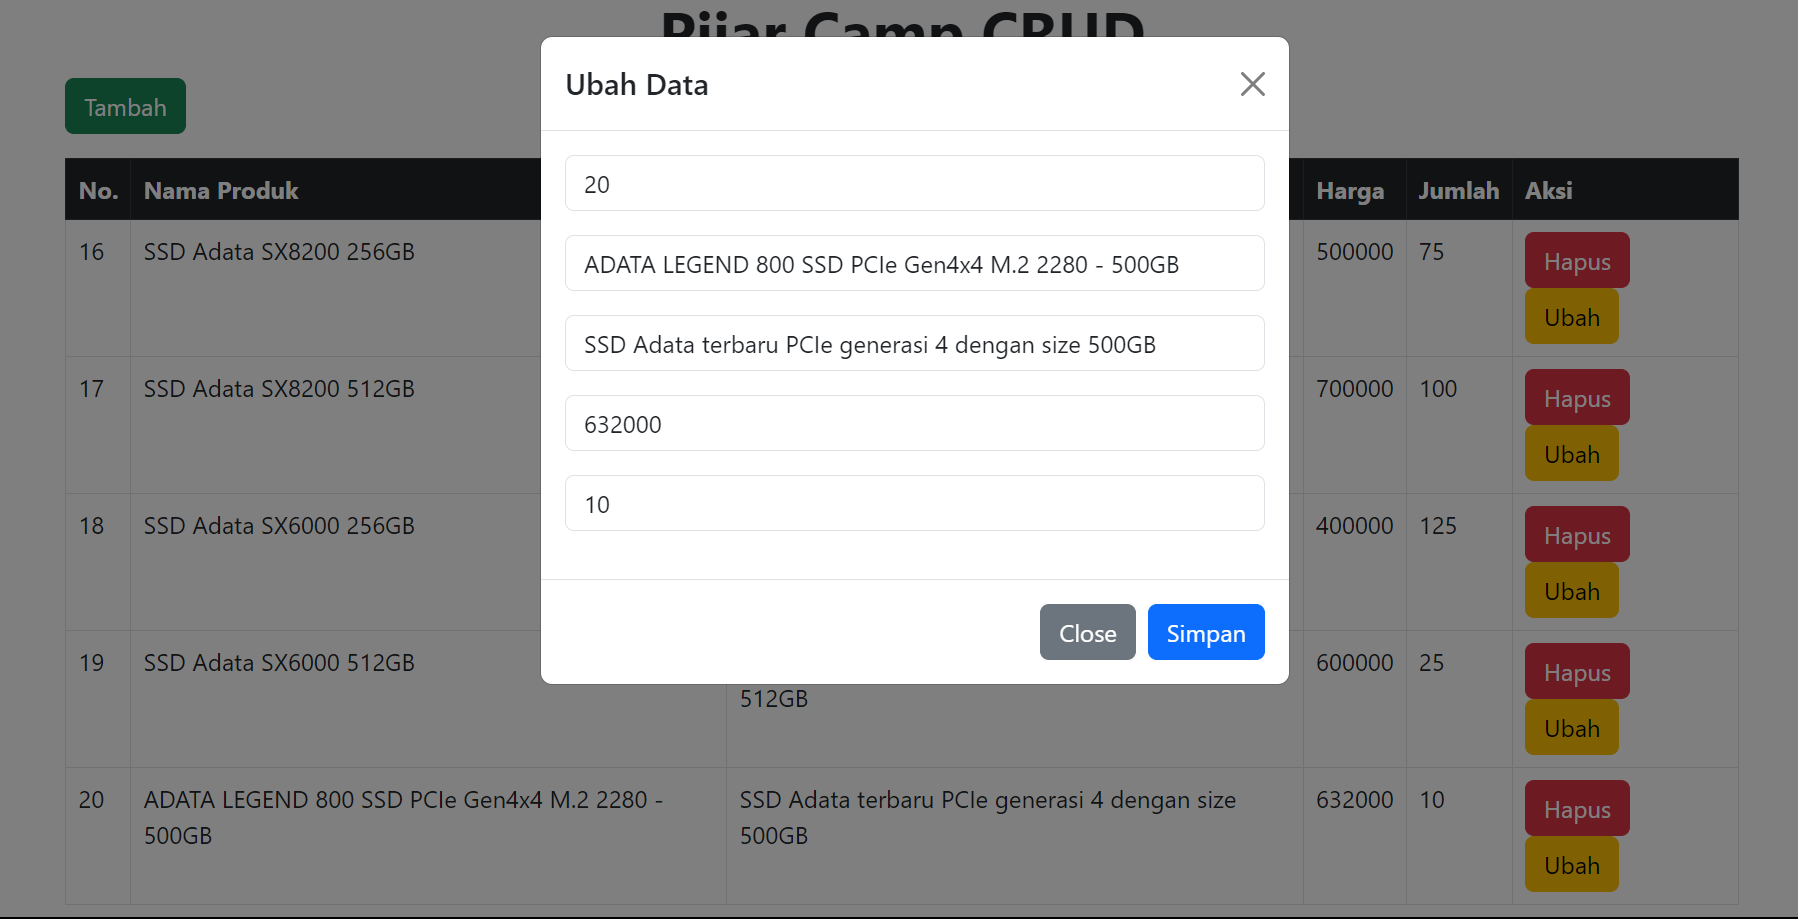 Pijar Camp CRUD
Tambah
No. Nama Produk Harga Jumlah Aksi
16 SSD Adata SX8200 256GB 500000 75 Hapus
Ubah
17 SSD Adata SX8200 512GB 700000 100 Hapus
Ubah
18 SSD Adata SX6000 256GB 400000 125 Hapus
Ubah
19 SSD Adata SX6000 512GB 600000 25 Hapus
512GB
Ubah
20 ADATA LEGEND 800 SSD PCIe Gen4x4 M.2 2280 - SSD Adata terbaru PCIe generasi 4 dengan size 632000 10 Hapus
500GB 500GB
Ubah
Ubah Data
20
ADATA LEGEND 800 SSD PCIe Gen4x4 M.2 2280 - 500GB
SSD Adata terbaru PCIe generasi 4 dengan size 500GB
632000
10
Close Simpan